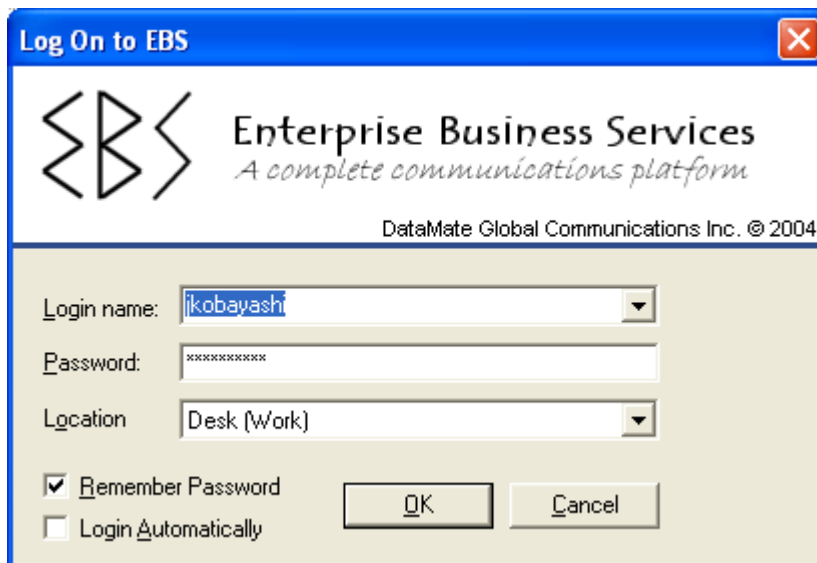 Log On to EBS
EBS
Enterprise Business Services
A complete communications platform
DataMate Global Communications Inc. © 2004
Login name: jkobayashi
Password: **********
Location Desk (Work)
Remember Password
OK Cancel
Login Automatically